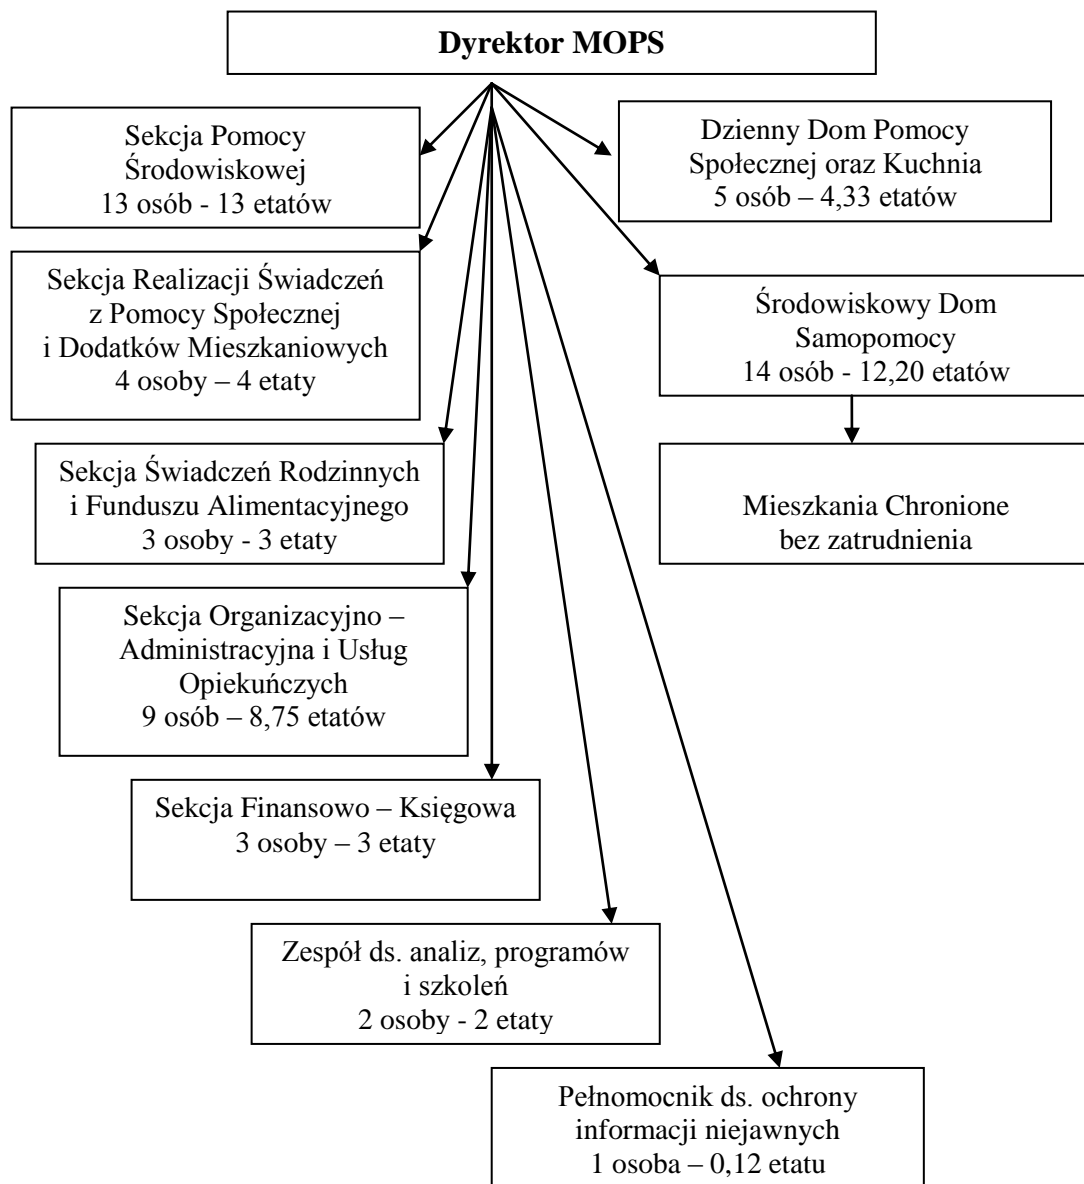 Dyrektor MOPS
Sekcja Pomocy
Środowiskowej
13 osób - 13 etatów
Dzienny Dom Pomocy
Społecznej oraz Kuchnia
5 osób – 4,33 etatów
Sekcja Realizacji Świadczeń
z Pomocy Społecznej
i Dodatków Mieszkaniowych
4 osoby – 4 etaty
Środowiskowy Dom
Samopomocy
14 osób - 12,20 etatów
Sekcja Świadczeń Rodzinnych
i Funduszu Alimentacyjnego
3 osoby - 3 etaty
Mieszkania Chronione
bez zatrudnienia
Sekcja Organizacyjno –
Administracyjna i Usług
Opiekuńczych
9 osób – 8,75 etatów
Sekcja Finansowo – Księgowa
3 osoby – 3 etaty
Zespół ds. analiz, programów
i szkoleń
2 osoby - 2 etaty
Pełnomocnik ds. ochrony
informacji niejawnych
1 osoba – 0,12 etatu